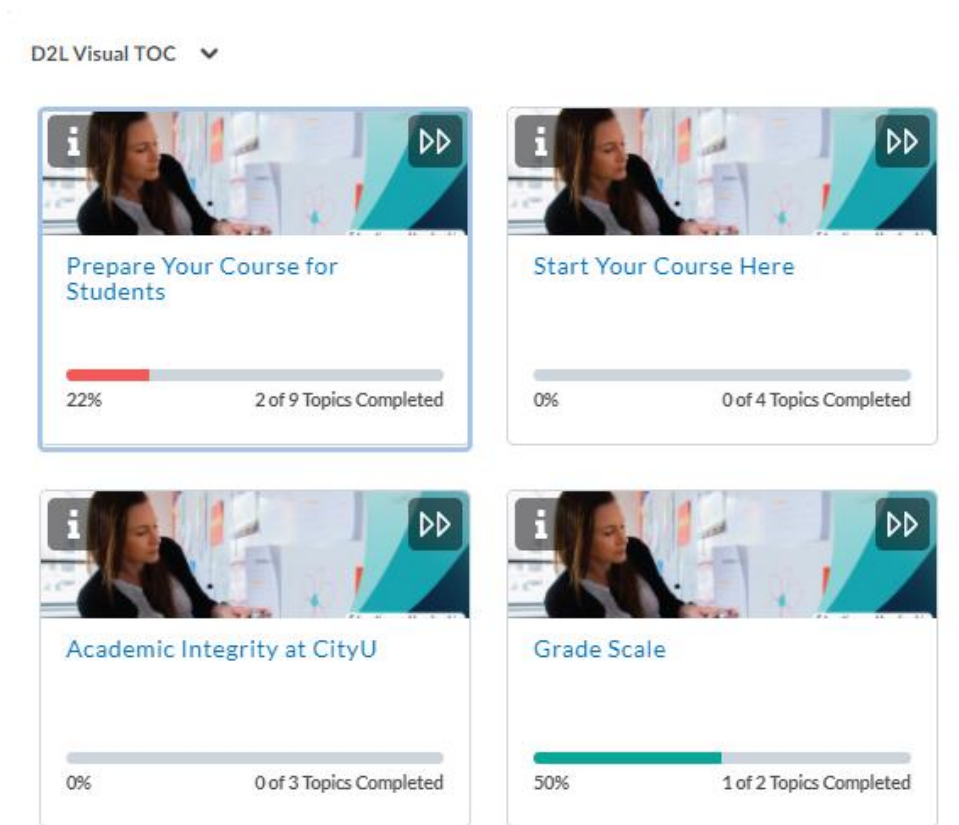 D2L Visual TOC
Prepare Your Course for
Students
22% 2 of 9 Topics Completed
Start Your Course Here
0% 0 of 4 Topics Completed
Academic Integrity at CityU
0% 0 of 3 Topics Completed
Grade Scale
50% 1 of 2 Topics Completed